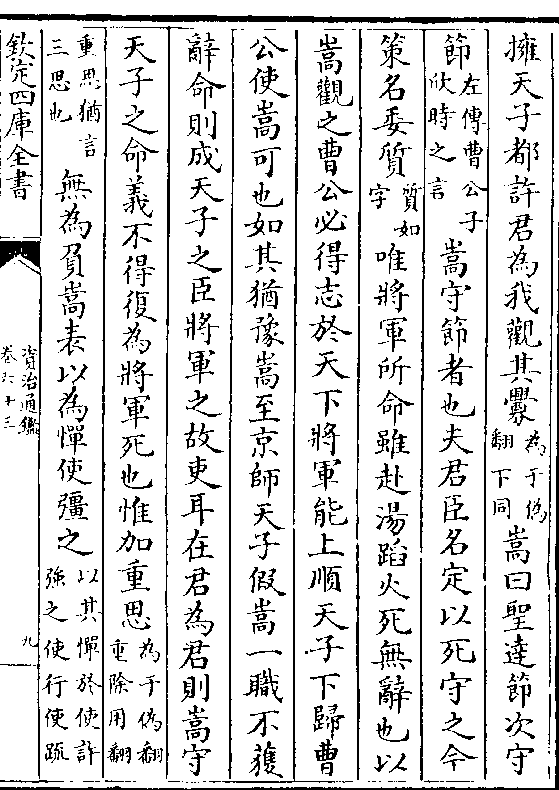 擁天子都許君為我觀其釁為于偽翻下同嵩曰聖達節次守
節左傳曹公子欣時之言嵩守節者也夫君臣名定以死守之今
策名委質質如字唯將軍所命雖赴湯蹈火死無辭也以
嵩觀之曹公必得志於天下將軍能上順天子下歸曹
公使嵩可也如其猶豫嵩至京師天子假嵩一職不獲
辭命則成天子之臣將軍之故吏耳在君為君則嵩守
天子之命義不得復為將軍死也惟加重思為于偽翻重除用翻
重思猶言三思也無為負嵩表以為憚使彊之以其憚於使許強之使行使疏
欽定四庫全書
資治通鑑
卷六十三
九